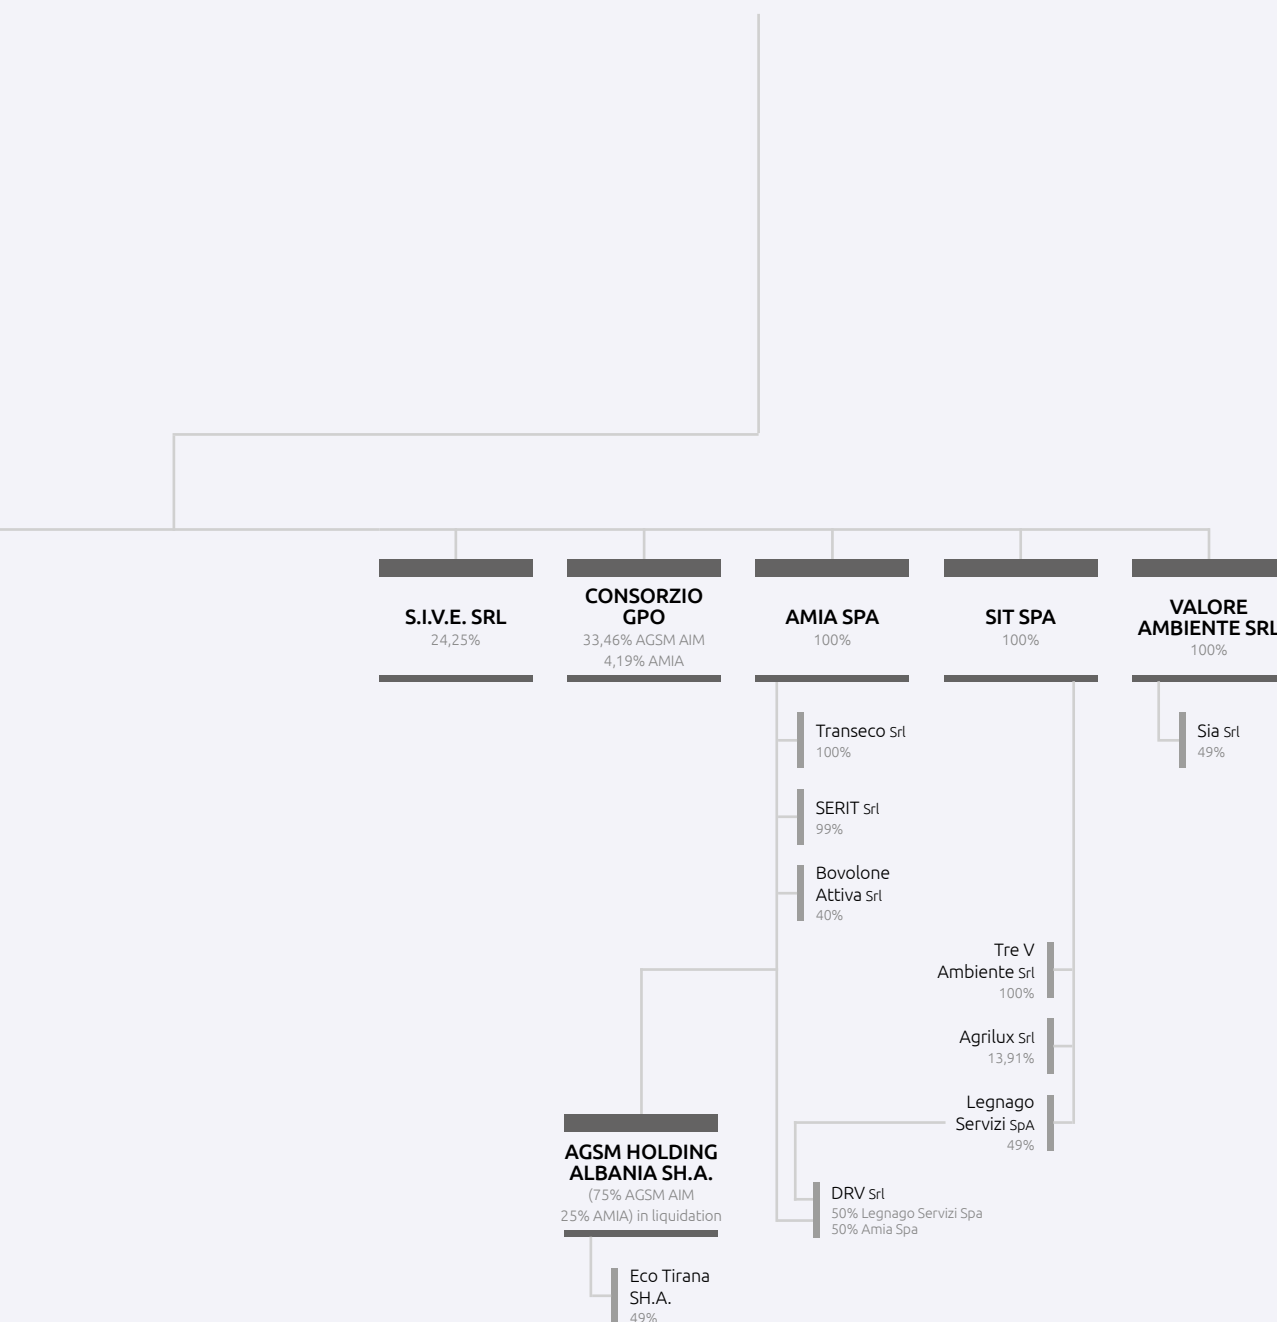 S.I.V.E. SRL
24,25%
CONSORZIO
GPO
33,46% AGSM AIM
4,19% AMIA
AMIA SPA
100%
SIT SPA
100%
VALORE
AMBIENTE SRL
100%
Transeco Srl
100%
SERIT Srl
99%
Bovolone
Attiva Srl
40%
Sia Srl
49%
Tre V
Ambiente Srl
100%
Agrilux Srl
13,91%
Legnago
Servizi SpA
49%
AGSM HOLDING
ALBANIA SH.A.
(75% AGSM AIM
25% AMIA) in liquidation
DRV Srl
50% Legnago Servizi Spa
50% Amia Spa
Eco Tirana
SH.A.
49%